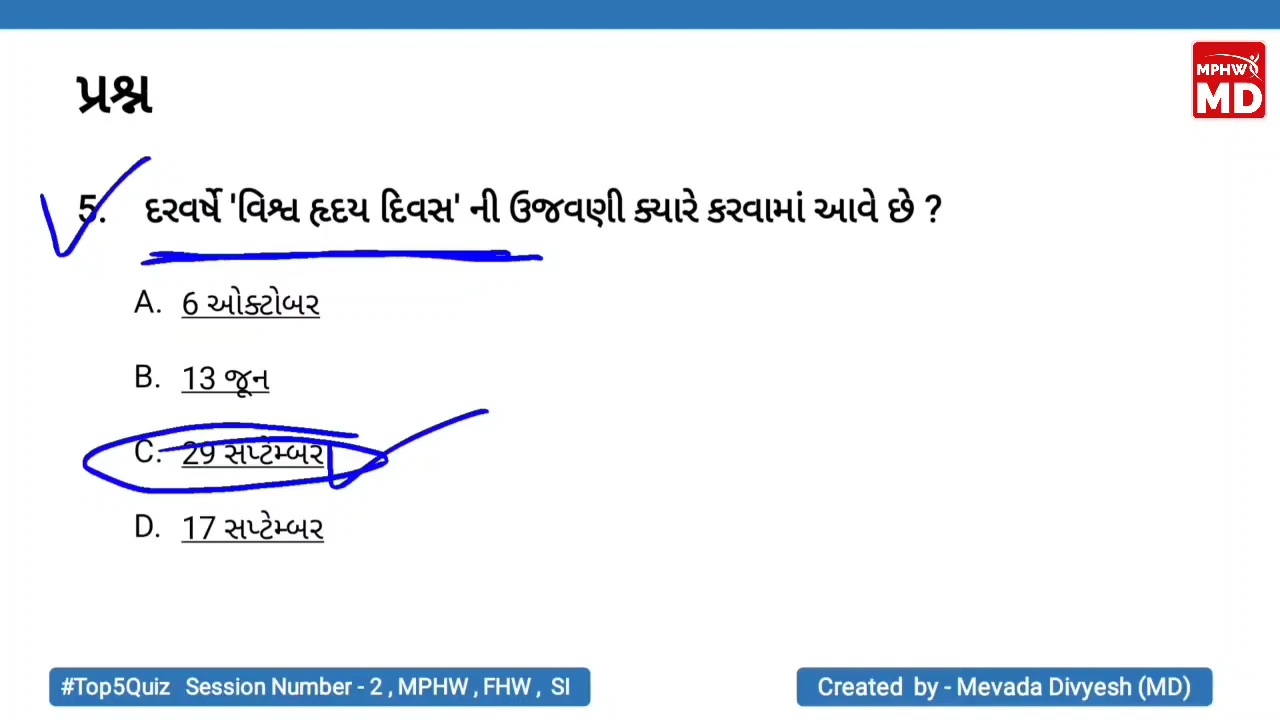 MPHW
MD
પ્રશ્ન
5. દરવર્ષે 'વિશ્વ હૃદય દિવસ' ની ઉજવણી ક્યારે કરવામાં આવે છે ?
A. 6 ઓક્ટોબર
B. 13 જૂન
C. 29 સપ્ટેમ્બર
D. 17 સપ્ટેમ્બર
#Top5Quiz Session Number - 2 , MPHW , FHW , SI
Created by - Mevada Divyesh (MD)